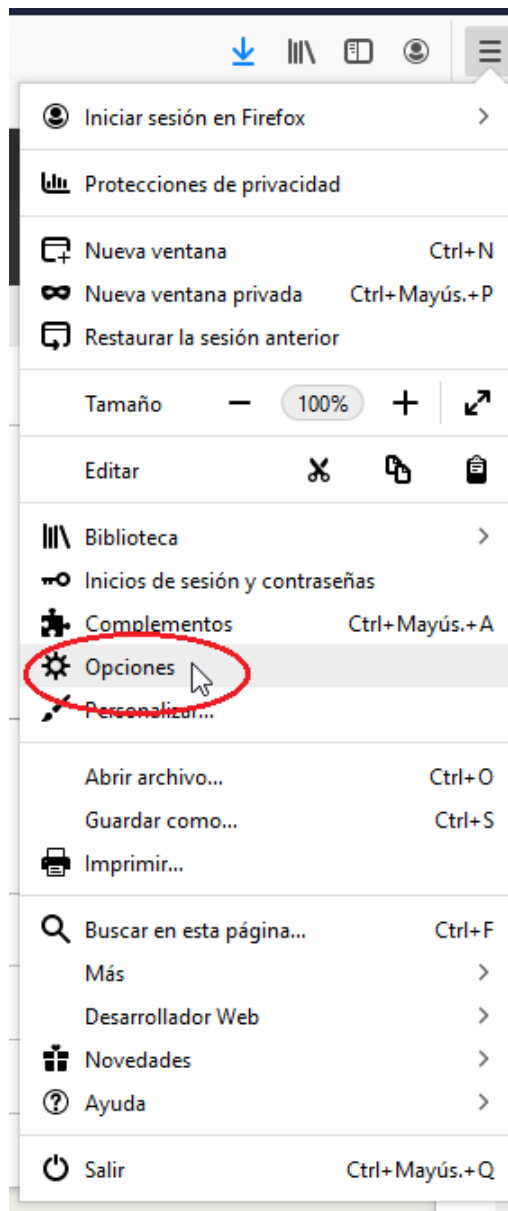 Iniciar sesión en Firefox
Protecciones de privacidad
Nueva ventana Ctrl+N
Nueva ventana privada Ctrl+Mayús.+P
Restaurar la sesión anterior
Tamaño 100%
Editar
Biblioteca
Inicios de sesión y contraseñas
Complementos Ctrl+Mayús.+A
Opciones
Personalizar...
Abrir archivo... Ctrl+O
Guardar como... Ctrl+S
Imprimir...
Buscar en esta página... Ctrl+F
Más
Desarrollador Web
Novedades
Ayuda
Salir Ctrl+Mayús.+Q